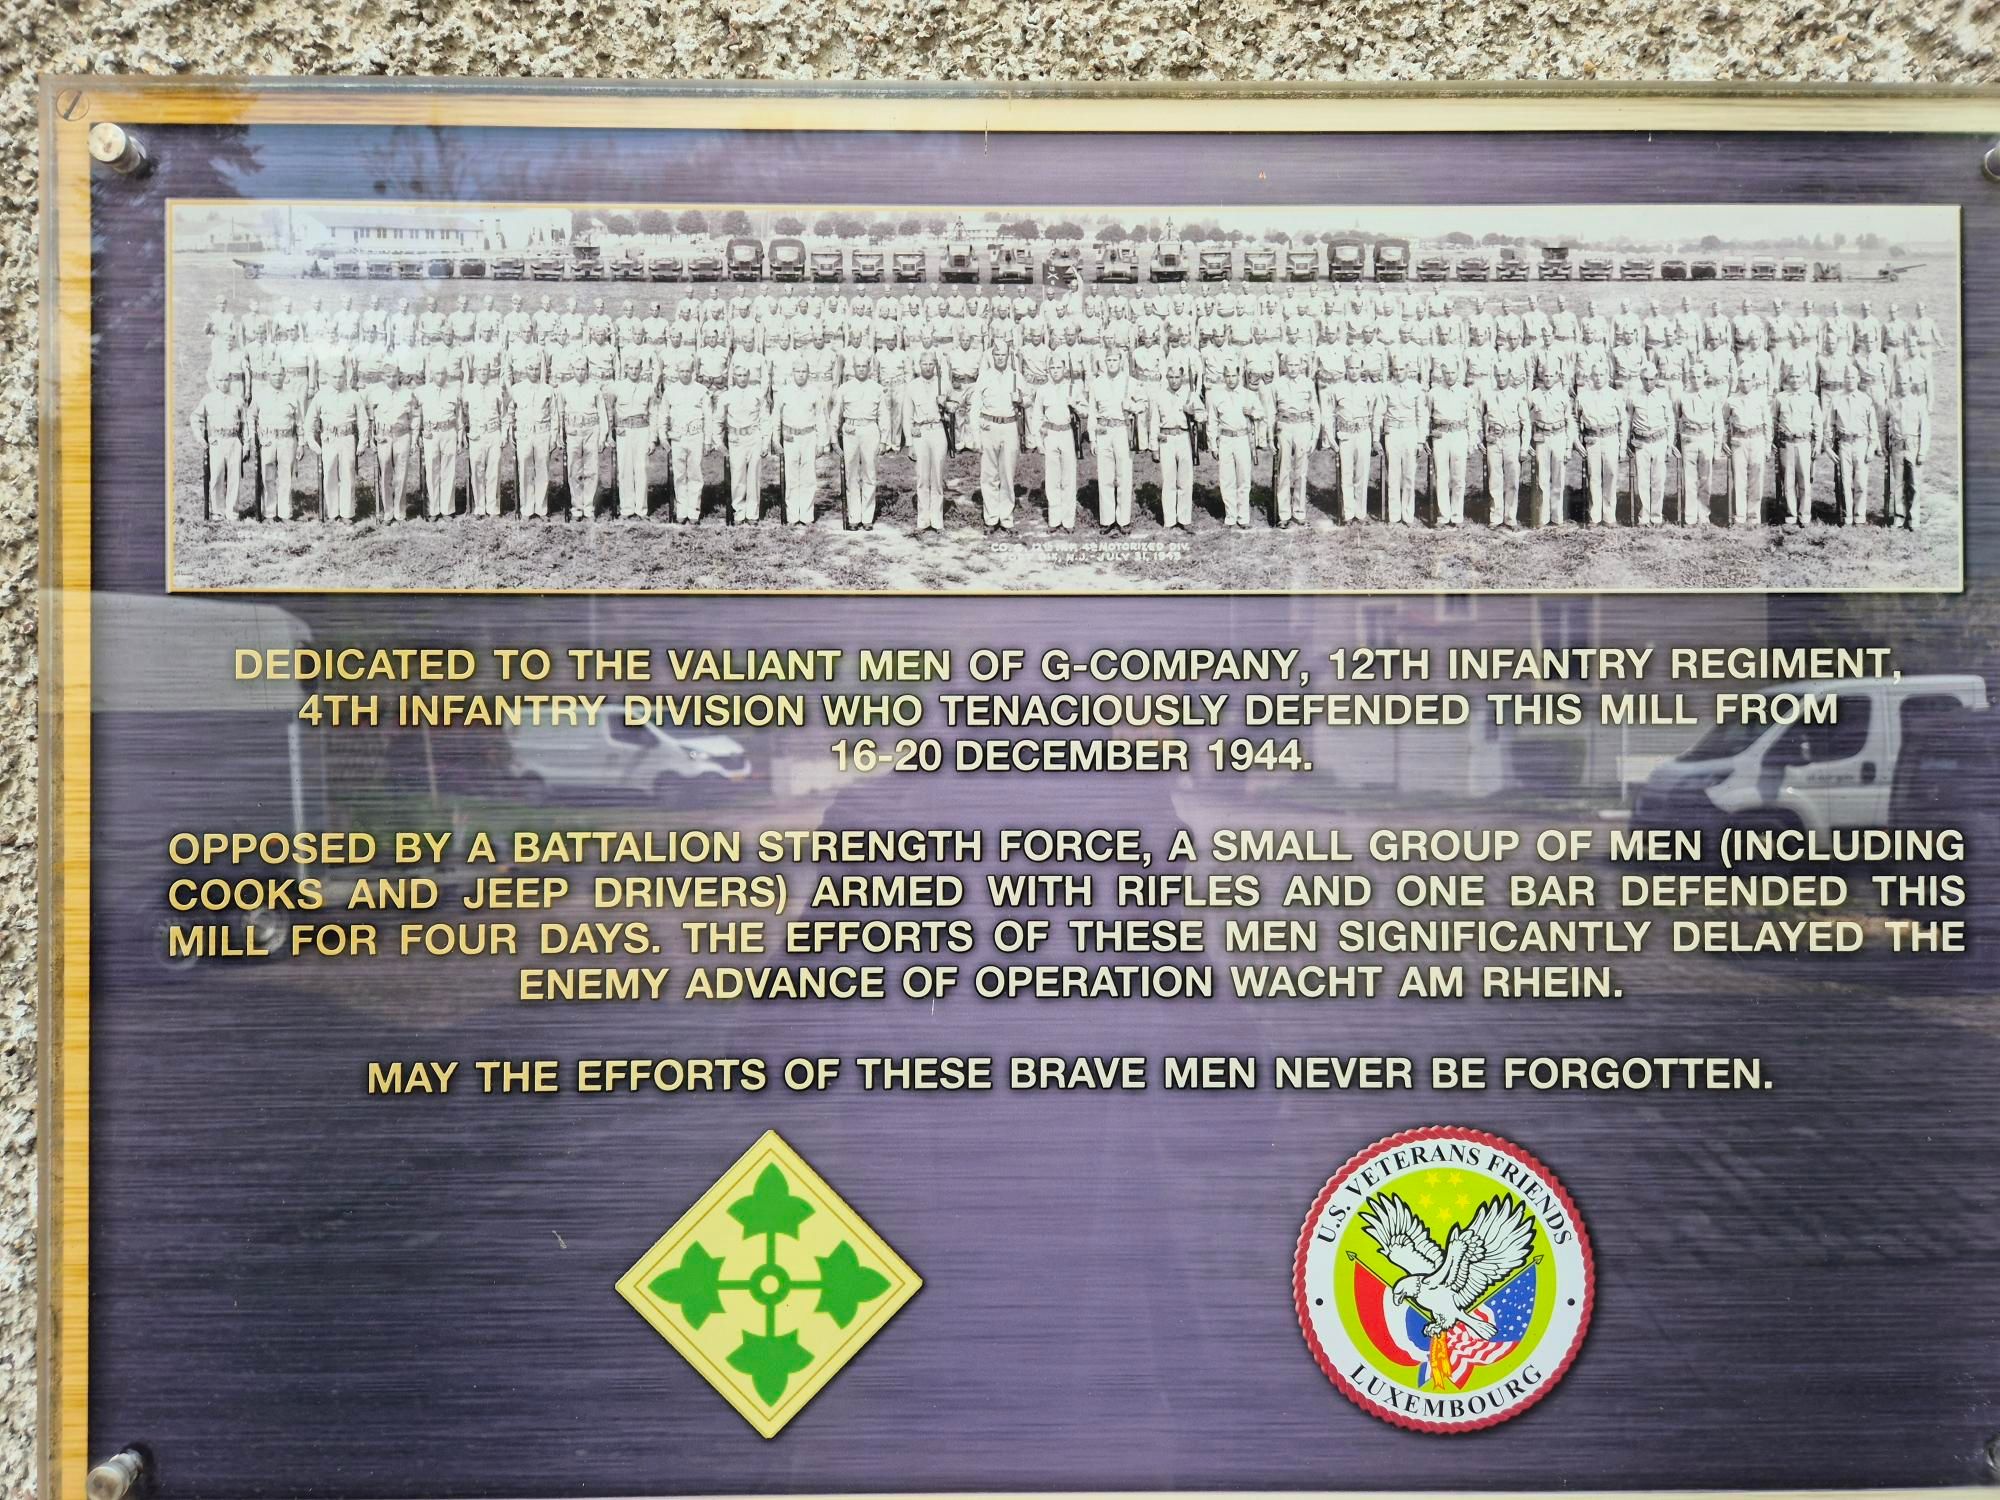 CO. G, 12th INF. 4th MOTORIZED DIV.
DIX, N.J. - JULY 31, 1943
DEDICATED TO THE VALIANT MEN OF G-COMPANY, 12TH INFANTRY REGIMENT,
4TH INFANTRY DIVISION WHO TENACIOUSLY DEFENDED THIS MILL FROM
16-20 DECEMBER 1944.
OPPOSED BY A BATTALION STRENGTH FORCE, A SMALL GROUP OF MEN (INCLUDING
COOKS AND JEEP DRIVERS) ARMED WITH RIFLES AND ONE BAR DEFENDED THIS
MILL FOR FOUR DAYS. THE EFFORTS OF THESE MEN SIGNIFICANTLY DELAYED THE
ENEMY ADVANCE OF OPERATION WACHT AM RHEIN.
MAY THE EFFORTS OF THESE BRAVE MEN NEVER BE FORGOTTEN.
U.S. VETERANS FRIENDS
LUXEMBOURG